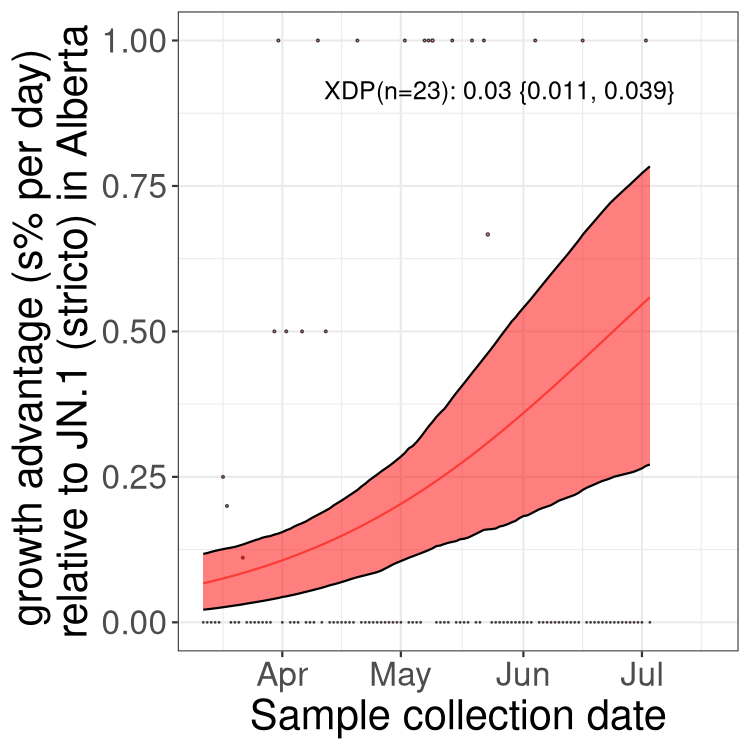 growth advantage (s% per day)
relative to JN.1 (stricto) in Alberta
1.00
0.75
0.50
0.25
0.00
XDP(n=23): 0.03 {0.011, 0.039}
Apr May Jun Jul
Sample collection date